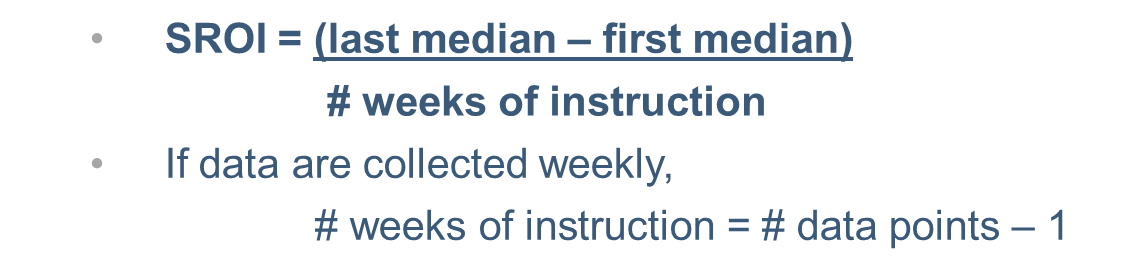 • SROI = (last median – first median)
# weeks of instruction
• If data are collected weekly,
# weeks of instruction = # data points – 1